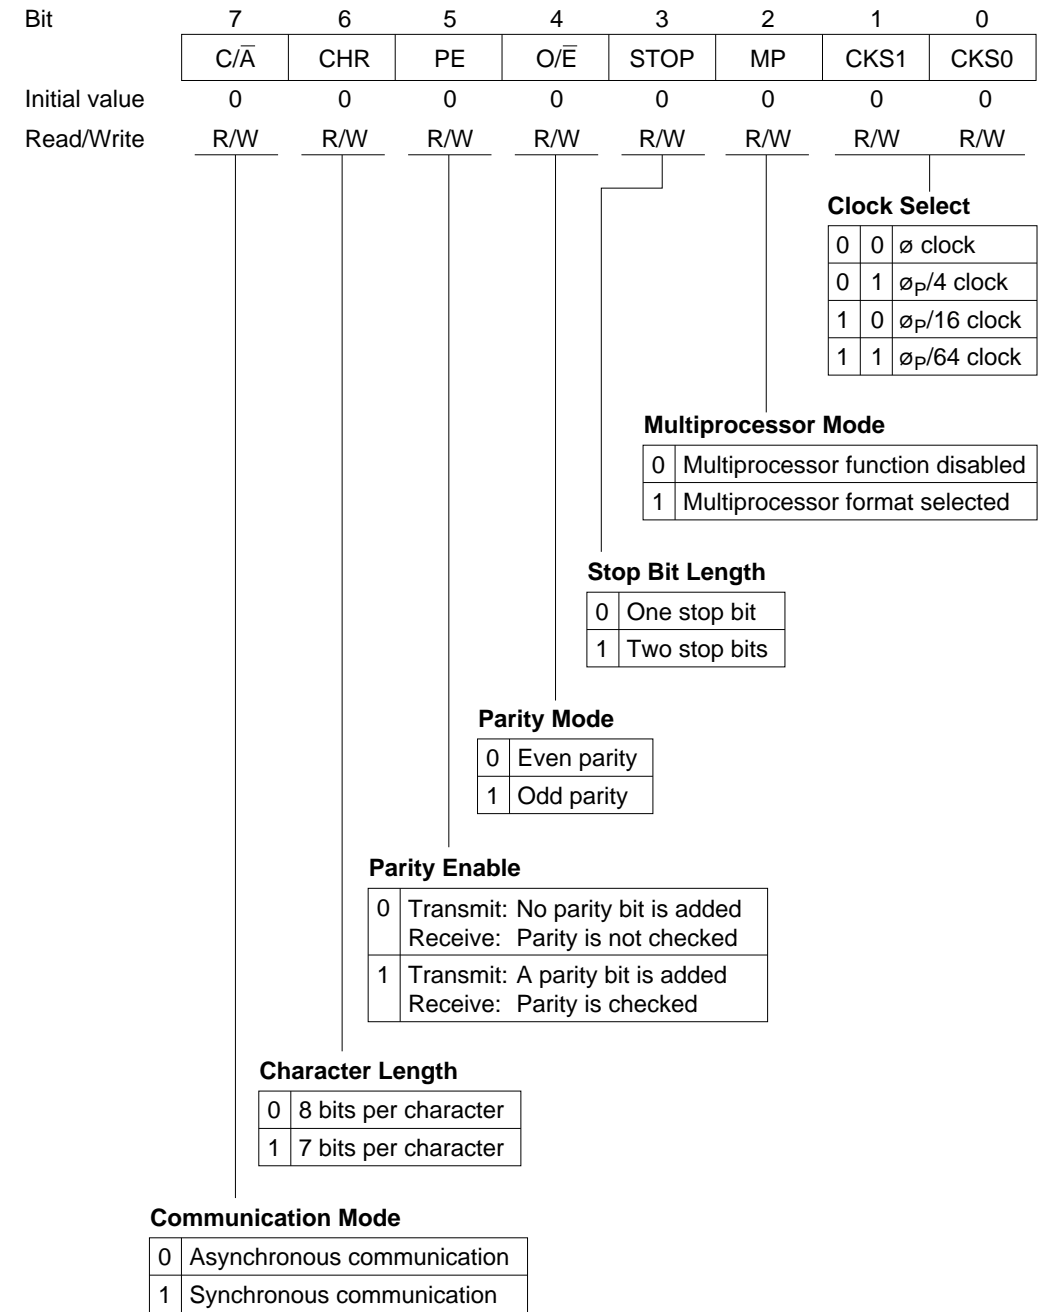 Bit 7 6 5 4 3 2 1 0
C/A̅ CHR PE O/E̅ STOP MP CKS1 CKS0
Initial value 0 0 0 0 0 0 0 0
Read/Write R/W R/W R/W R/W R/W R/W R/W R/W
Clock Select
0 0 ø clock
0 1 øP/4 clock
1 0 øP/16 clock
1 1 øP/64 clock
Multiprocessor Mode
0 Multiprocessor function disabled
1 Multiprocessor format selected
Stop Bit Length
0 One stop bit
1 Two stop bits
Parity Mode
0 Even parity
1 Odd parity
Parity Enable
0 Transmit: No parity bit is added
Receive: Parity is not checked
1 Transmit: A parity bit is added
Receive: Parity is checked
Character Length
0 8 bits per character
1 7 bits per character
Communication Mode
0 Asynchronous communication
1 Synchronous communication